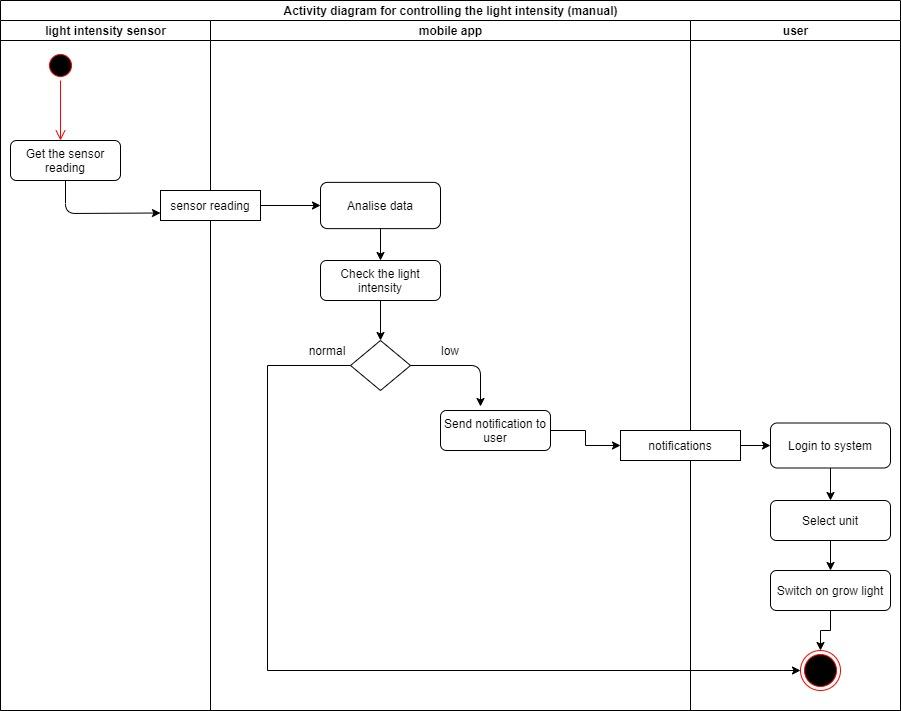 Activity diagram for controlling the light intensity (manual)
light intensity sensor
mobile app
user
Get the sensor
reading
sensor reading
Analise data
Check the light
intensity
normal
low
Send notification to
user
notifications
Login to system
Select unit
Switch on grow light